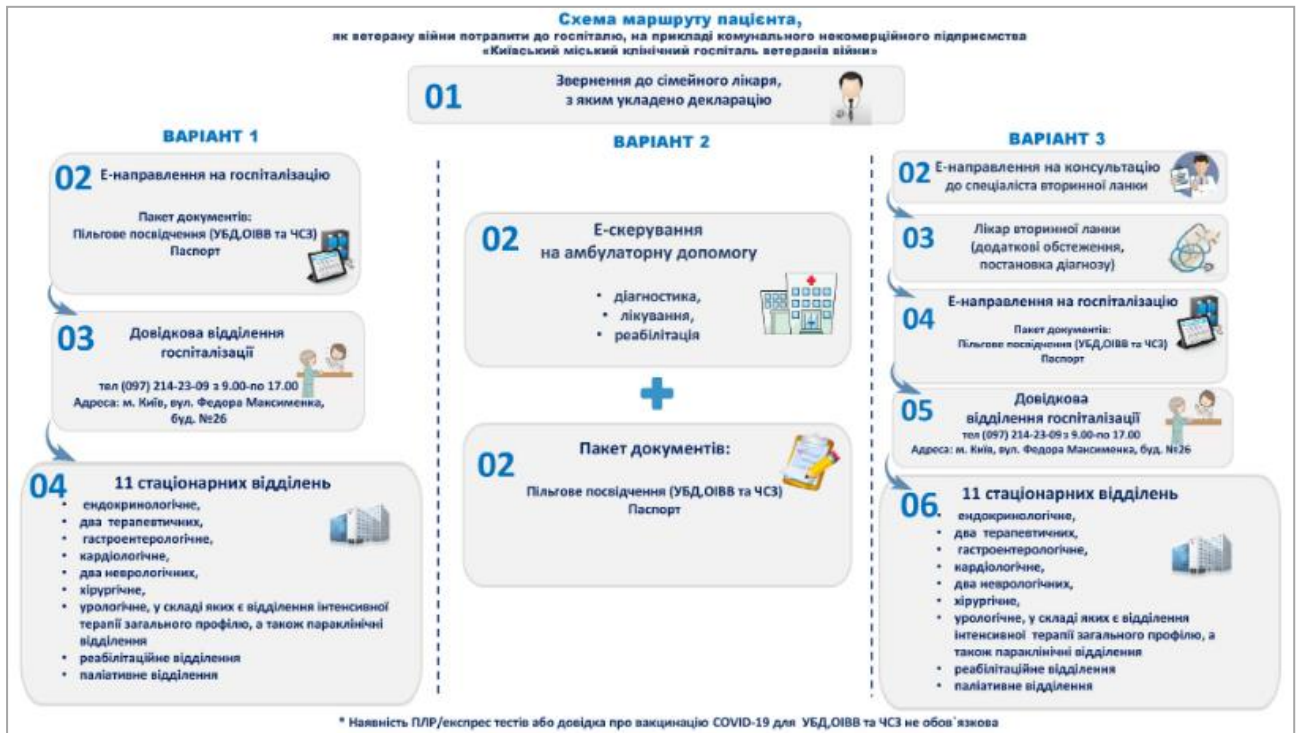 Схема маршруту пацієнта,
як ветерану війни потрапити до госпіталю, на прикладі комунального некомерційного підприємства
«Київський міський клінічний госпіталь ветеранів війни»
01
Звернення до сімейного лікаря,
з яким укладено декларацію
ВАРІАНТ 1
02
Е-направлення на госпіталізацію
Пакет документів:
Пільгове посвідчення (УБД,ОІВВ та ЧСЗ)
Паспорт
03
Довідкова відділення
госпіталізації
тел (097) 214-23-09 з 9.00-по 17.00
Адреса: м. Київ, вул. Федора Максименка,
буд. №26
04
11 стаціонарних відділень
• ендокринологічне,
• два терапевтичних,
• гастроентерологічне,
• кардіологічне,
• два неврологічних,
• хірургічне,
• урологічне, у складі яких є відділення інтенсивної
терапії загального профілю, а також параклінічні
відділення
• реабілітаційне відділення
• паліативне відділення
ВАРІАНТ 2
02
Е-скерування
на амбулаторну допомогу
• діагностика,
• лікування,
• реабілітація
02
Пакет документів:
Пільгове посвідчення (УБД,ОІВВ та ЧСЗ)
Паспорт
ВАРІАНТ 3
02
Е-направлення на консультацію
до спеціаліста вторинної ланки
03
Лікар вторинної ланки
(додаткові обстеження,
постановка діагнозу)
04
Е-направлення на госпіталізацію
Пакет документів:
Пільгове посвідчення (УБД,ОІВВ та ЧСЗ)
Паспорт
05
Довідкова
відділення госпіталізації
тел (097) 214-23-09 з 9.00-по 17.00
Адреса: м. Київ, вул. Федора Максименка, буд. №26
06
11 стаціонарних відділень
• ендокринологічне,
• два терапевтичних,
• гастроентерологічне,
• кардіологічне,
• два неврологічних,
• хірургічне,
• урологічне, у складі яких є відділення
інтенсивної терапії загального профілю, а
також параклінічні відділення
• реабілітаційне відділення
• паліативне відділення
* Наявність ПЛР/експрес тестів або довідка про вакцинацію COVID-19 для УБД,ОІВВ та ЧСЗ не обов`язкова